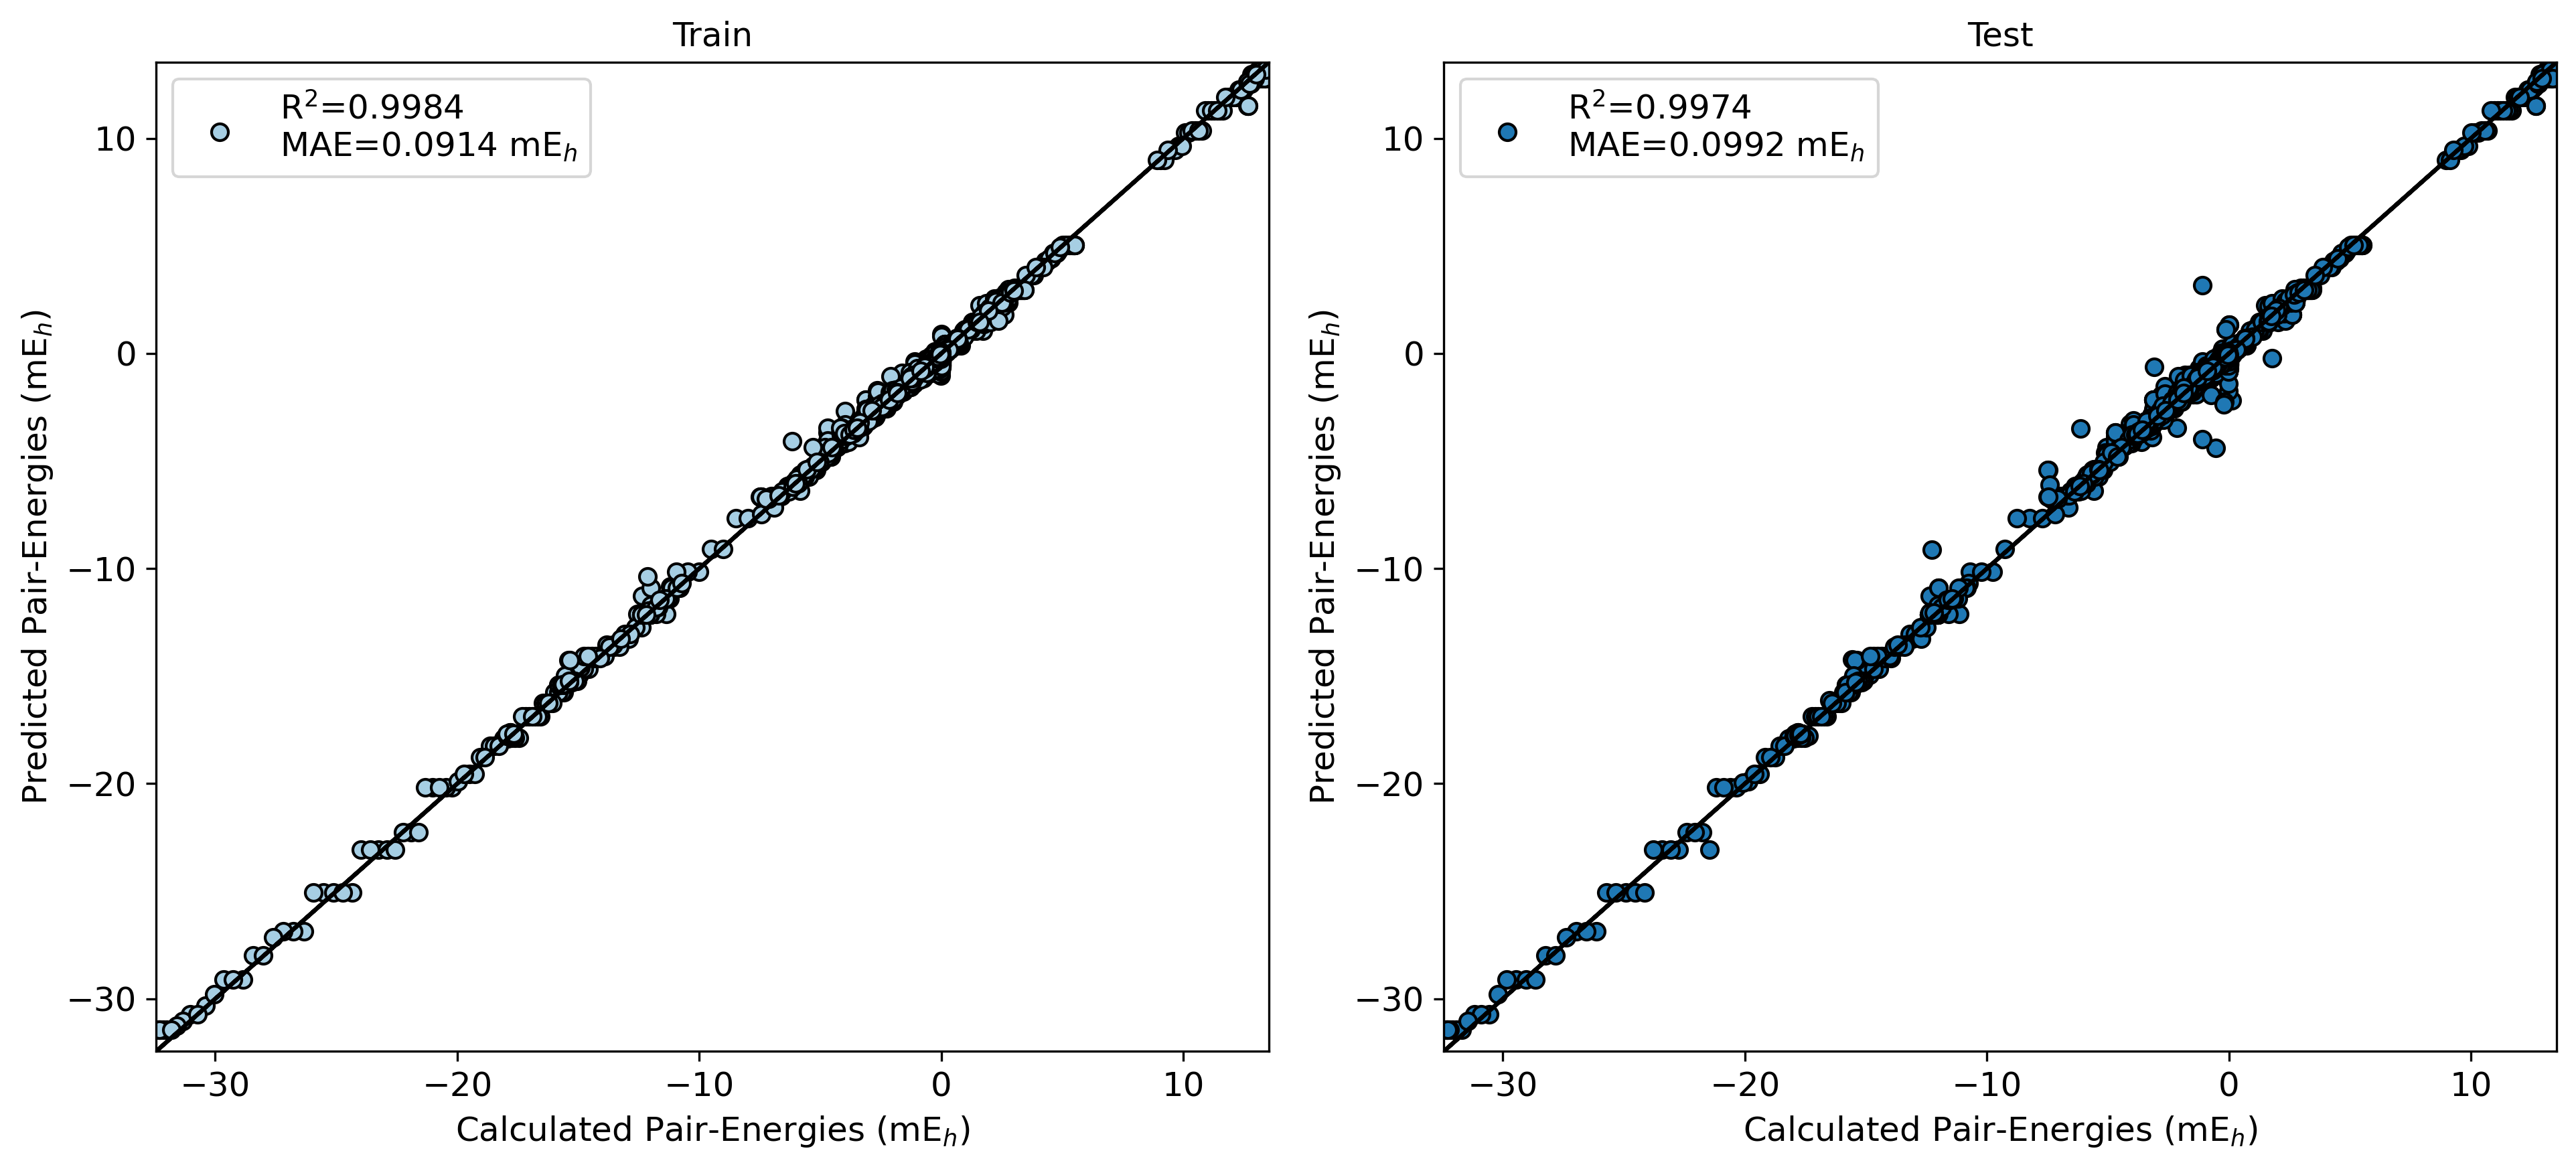 Train
R²=0.9984
MAE=0.0914 mEₕ
10
0
−10
−20
−30
−30
−20
−10
0
10
Predicted Pair-Energies (mEₕ)
Calculated Pair-Energies (mEₕ)
Test
R²=0.9974
MAE=0.0992 mEₕ
10
0
−10
−20
−30
−30
−20
−10
0
10
Predicted Pair-Energies (mEₕ)
Calculated Pair-Energies (mEₕ)